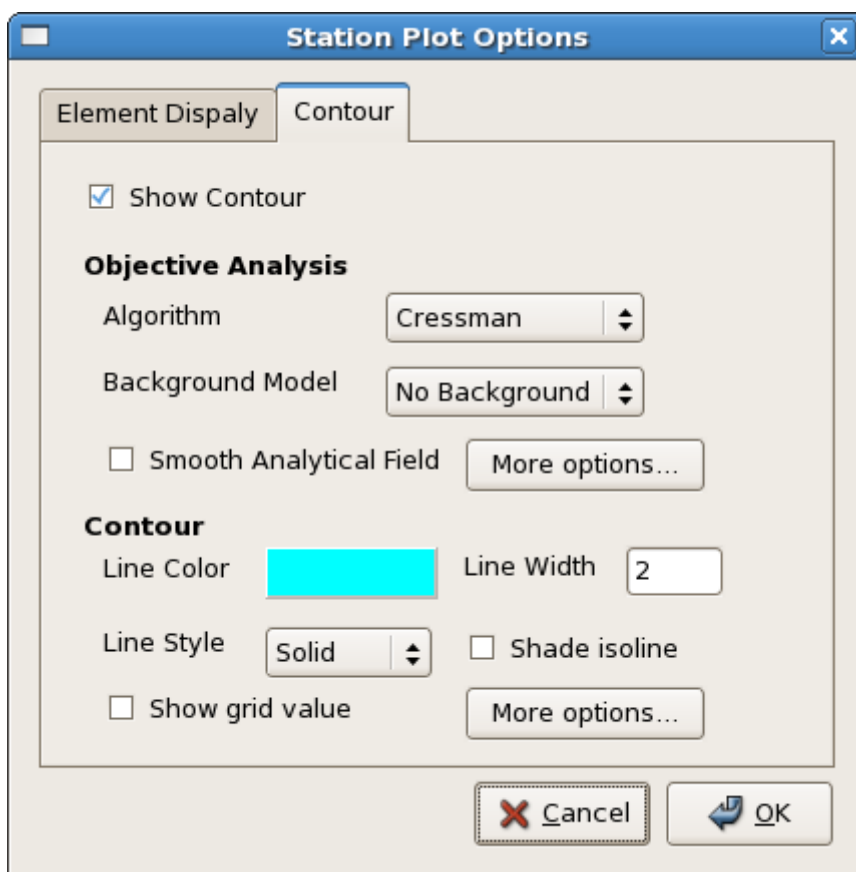 Station Plot Options
Element Dispaly Contour
Show Contour
Objective Analysis
Algorithm Cressman
Background Model No Background
Smooth Analytical Field More options...
Contour
Line Color Line Width 2
Line Style Solid Shade isoline
Show grid value More options...
Cancel OK